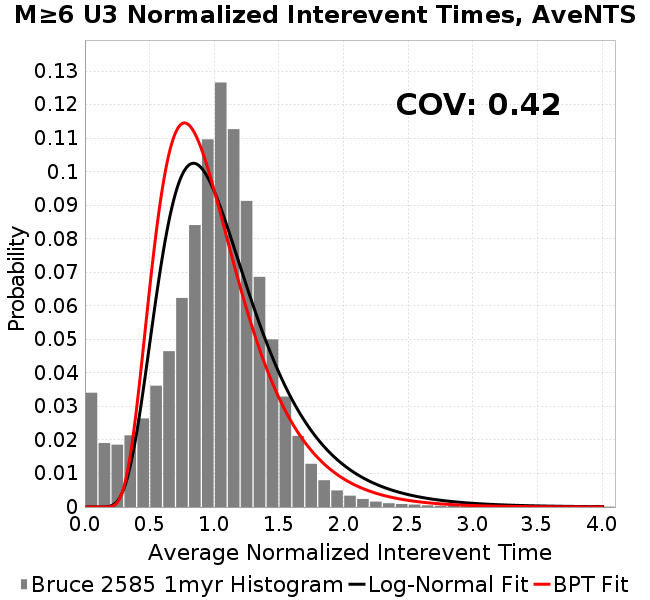 M≥6 U3 Normalized Interevent Times, AveNTS
COV: 0.42
Probability
0.13
0.12
0.11
0.1
0.09
0.08
0.07
0.06
0.05
0.04
0.03
0.02
0.01
0
0.0 0.5 1.0 1.5 2.0 2.5 3.0 3.5 4.0
Average Normalized Interevent Time
Bruce 2585 1myr Histogram Log-Normal Fit BPT Fit